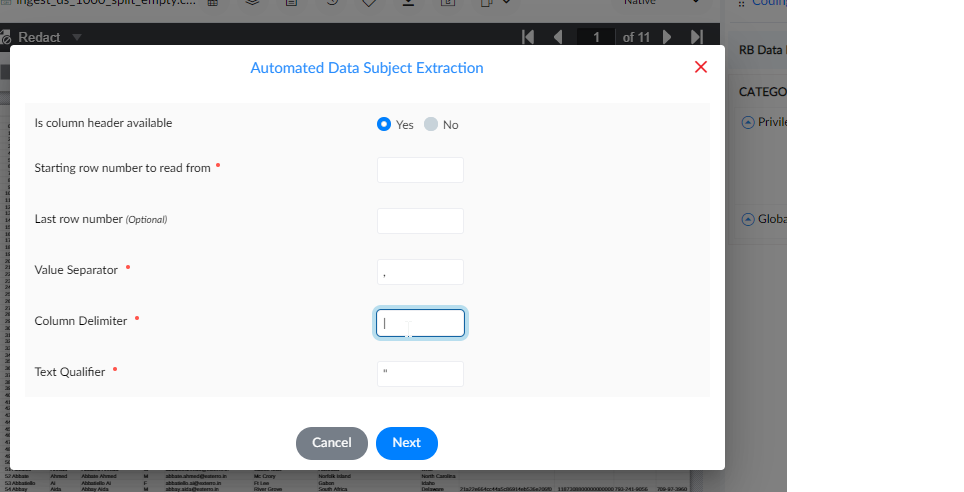 ingest_ds_1000_split_empty.c...
Native
Coding
Redact
1 of 11
RB Data
Automated Data Subject Extraction
CATEGO
Is column header available
Yes No
Privile
Starting row number to read from *
Last row number (Optional)
Globa
Value Separator * ,
Column Delimiter * |
Text Qualifier * "
Cancel Next